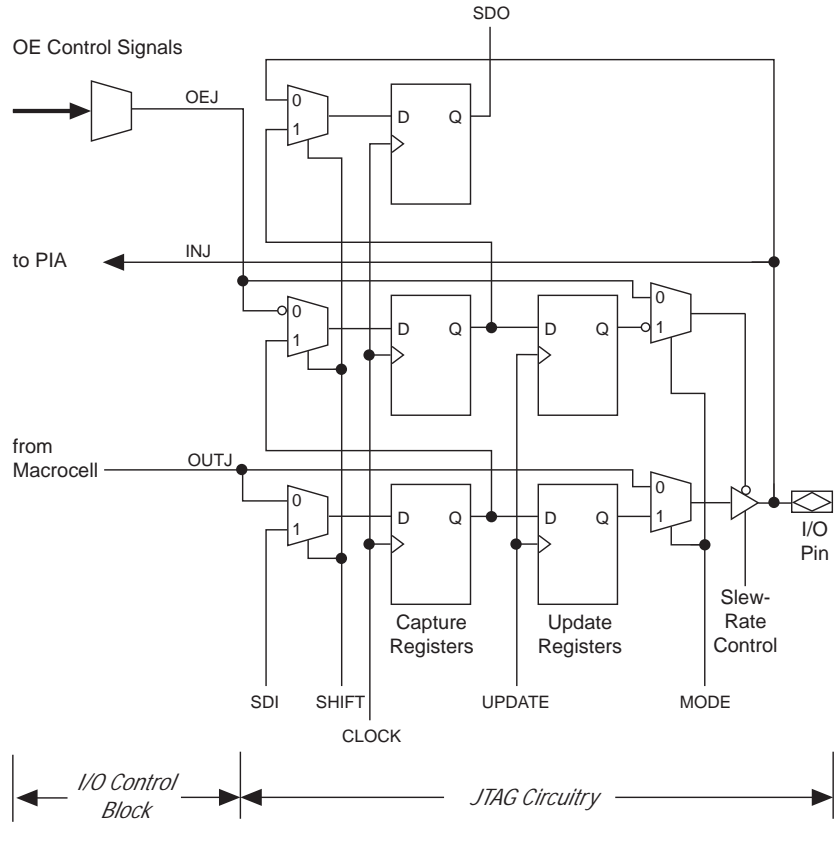 SDO
OE Control Signals
OEJ
0
1
D Q
to PIA
INJ
0
1
D Q
D Q
0
1
from
Macrocell
OUTJ
0
1
D Q
D Q
0
1
I/O
Pin
Capture
Registers
Update
Registers
Slew-
Rate
Control
SDI
SHIFT
UPDATE
MODE
CLOCK
I/O Control
Block
JTAG Circuitry